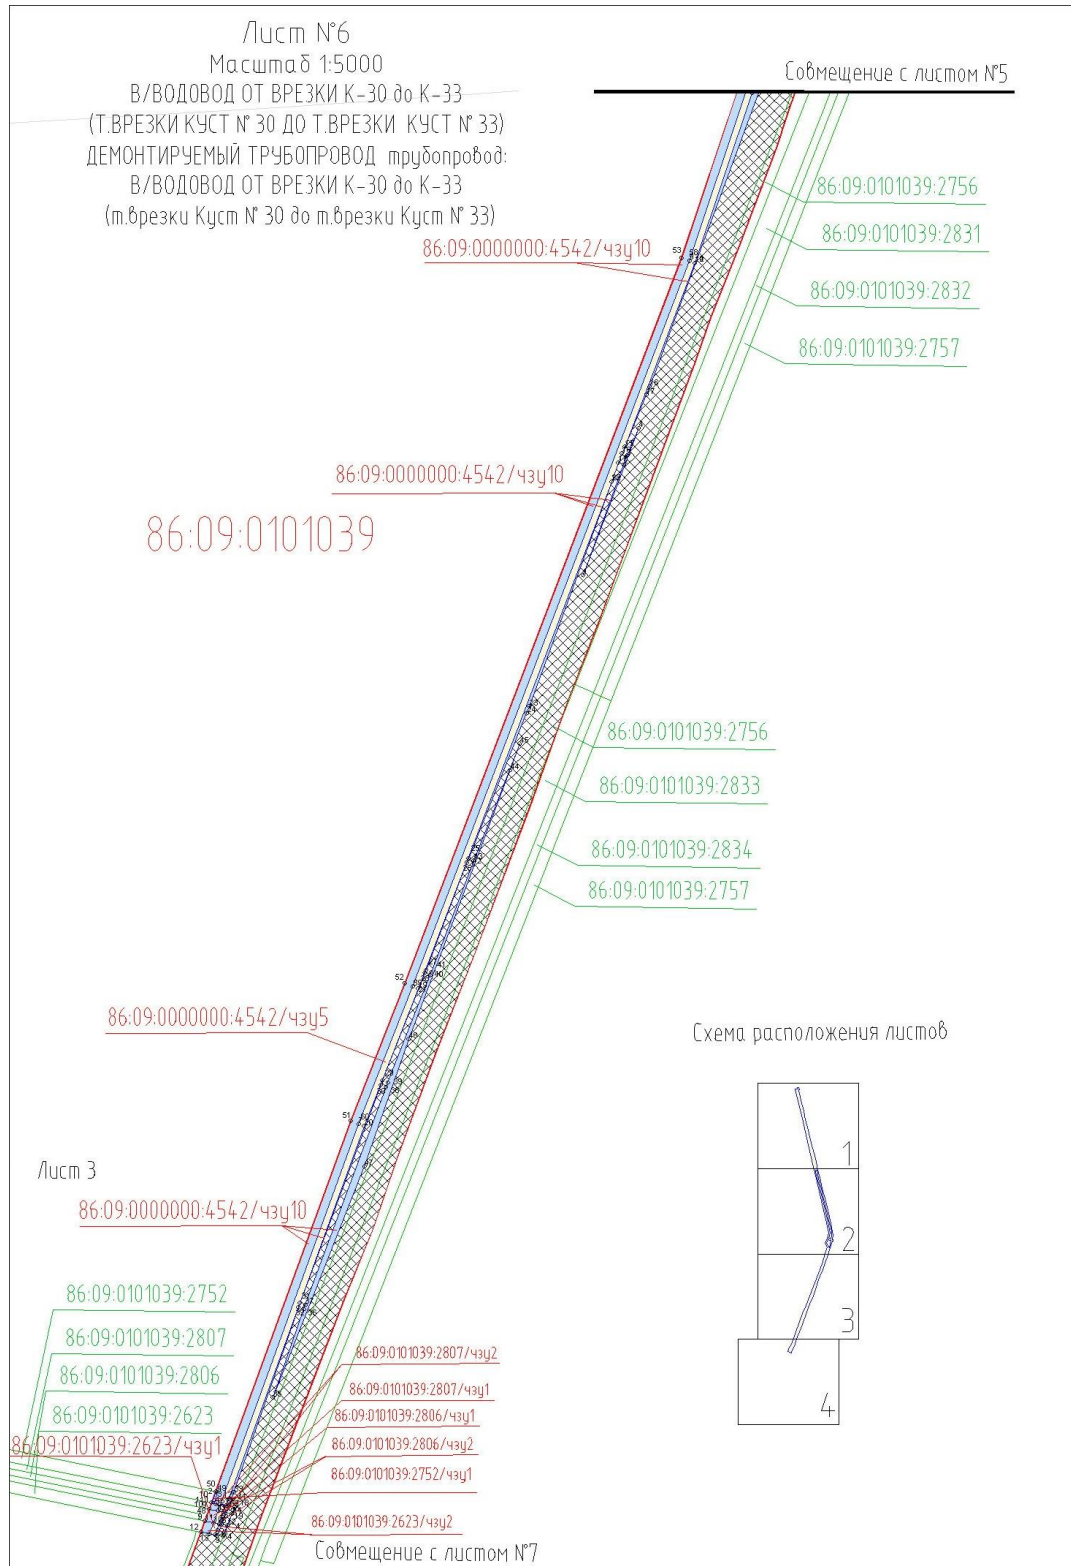 Лист №6
Масштаб 1:5000
В/ВОДОВОД ОТ ВРЕЗКИ К-30 до К-33
(Т.ВРЕЗКИ КУСТ № 30 ДО Т.ВРЕЗКИ КУСТ № 33)
ДЕМОНТИРУЕМЫЙ ТРУБОПРОВОД трубопровод:
В/ВОДОВОД ОТ ВРЕЗКИ К-30 до К-33
(т.врезки Куст № 30 до т.врезки Куст № 33)
Совмещение с листом №5
86:09:0101039:2756
86:09:0101039:2831
86:09:0000000:4542/чзу10
53
86:09:0101039:2832
86:09:0101039:2757
86:09:0000000:4542/чзу10
86:09:0101039
86:09:0101039:2756
86:09:0101039:2833
86:09:0101039:2834
86:09:0101039:2757
52
86:09:0000000:4542/чзу5
Схема расположения листов
51
1
Лист 3
86:09:0000000:4542/чзу10
2
86:09:0101039:2752
3
86:09:0101039:2807
86:09:0101039:2807/чзу2
86:09:0101039:2806
86:09:0101039:2807/чзу1
4
86:09:0101039:2623
86:09:0101039:2806/чзу1
86:09:0101039:2623/чзу1
86:09:0101039:2806/чзу2
86:09:0101039:2752/чзу1
50
12
86:09:0101039:2623/чзу2
Совмещение с листом №7